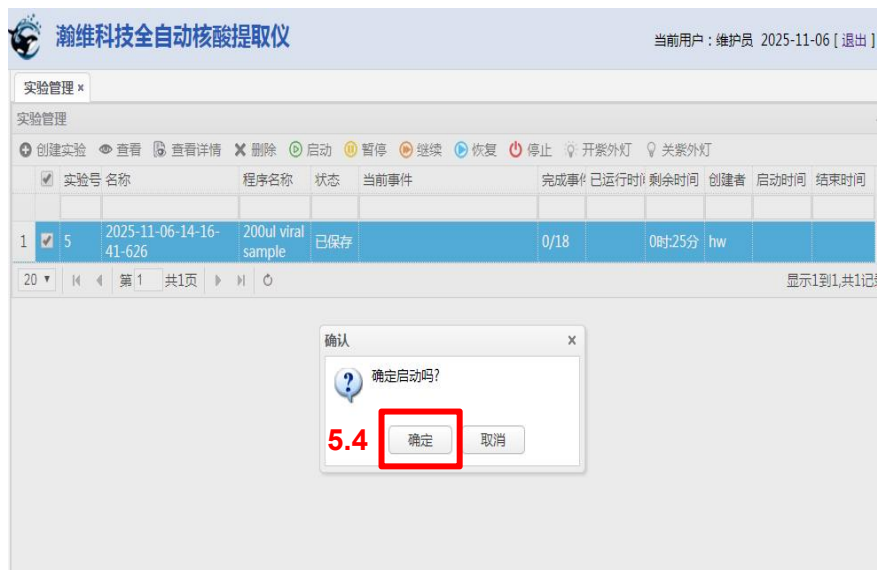 瀚维科技全自动核酸提取仪
当前用户：维护员 2025-11-06 [ 退出 ]
实验管理 ×
实验管理
创建实验 查看 查看详情 删除 启动 暂停 继续 恢复 停止 开紫外灯 关紫外灯
实验号 名称 程序名称 状态 当前事件 完成事件 已运行时间 剩余时间 创建者 启动时间 结束时间
1 5 2025-11-06-14-16- 200ul viral 已保存 0/18 0时:25分 hw
41-626 sample
20 第 1 共1页 显示1到1,共1记录
确认 x
确定启动吗?
5.4 确定 取消